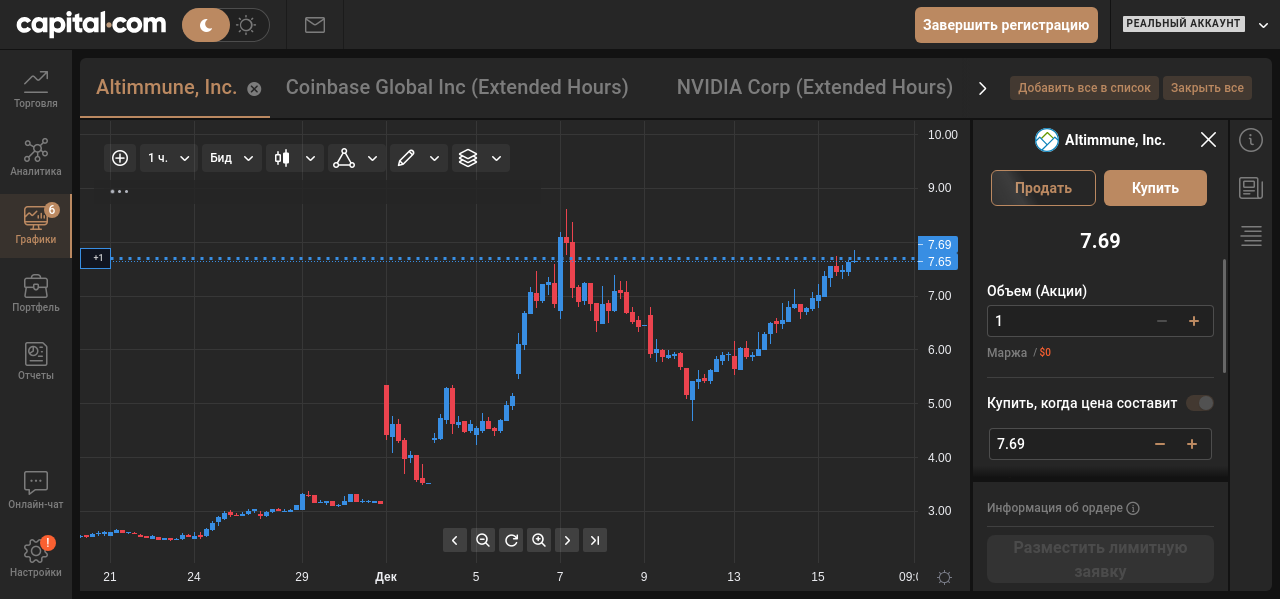 capital.com
Завершить регистрацию
РЕАЛЬНЫЙ АККАУНТ
Торговля
Аналитика
6
Графики
Портфель
Отчеты
Онлайн-чат
!
Настройки
Altimmune, Inc.
Coinbase Global Inc (Extended Hours)
NVIDIA Corp (Extended Hours)
Добавить все в список
Закрыть все
1 ч.
Бид
+1
10.00
9.00
7.69
7.65
7.00
6.00
5.00
4.00
3.00
21
24
29
Дек
5
7
9
13
15
09:0
Altimmune, Inc.
Продать
Купить
7.69
Объем (Акции)
1
Маржа / $0
Купить, когда цена составит
7.69
Информация об ордере
Разместить лимитную
заявку